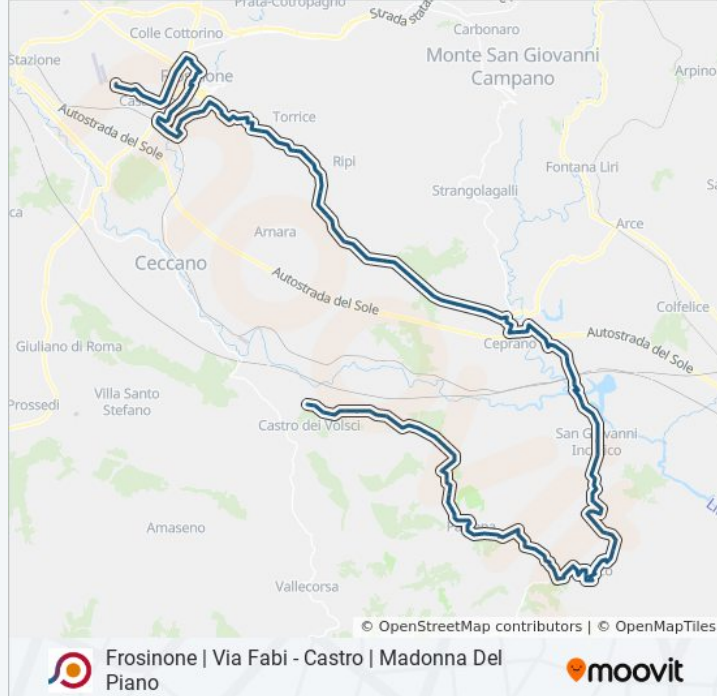 Prata-Cotropagno
Carbonaro
Colle Cottorino
Strada statale
Stazione
Monte San Giovanni
Campano
Arpino
Frosinone
Autostrada del Sole
Torrice
Ripi
Fontana Liri
Strangolagalli
Arce
Arnara
Ceccano
Autostrada del Sole
Colfelice
Autostrada del Sole
Giuliano di Roma
Ceprano
Villa Santo
Stefano
Prossedi
Castro dei Volsci
San Giovanni
Incarico
Amaseno
Vallecorsa
© OpenStreetMap contributors | © OpenMapTiles
Frosinone | Via Fabi - Castro | Madonna Del
Piano
moovit